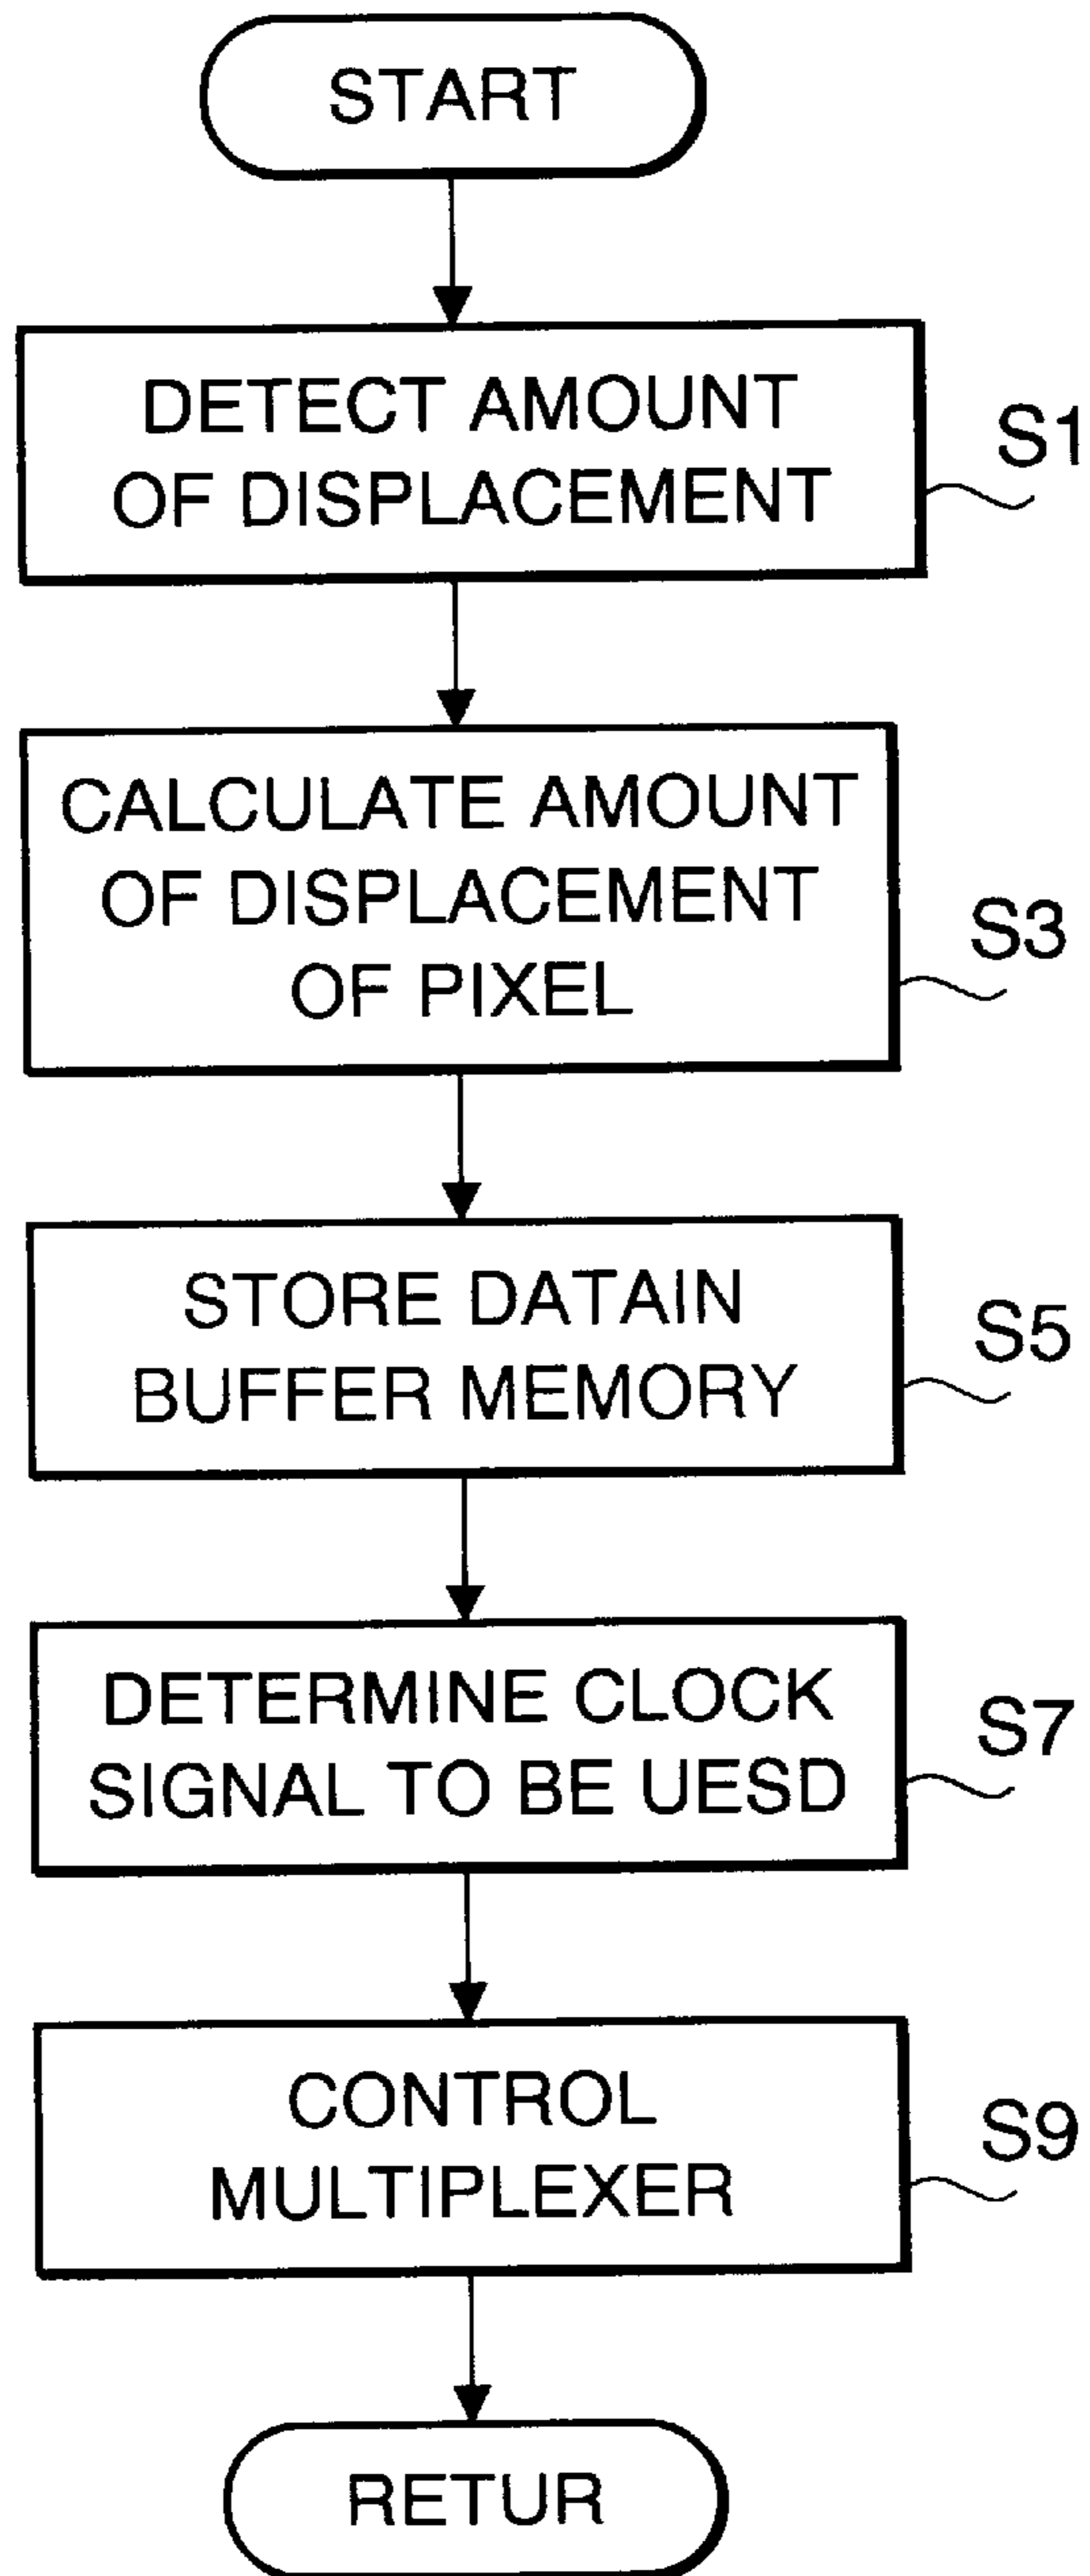 START
DETECT AMOUNT
OF DISPLACEMENT
S1
CALCULATE AMOUNT
OF DISPLACEMENT
OF PIXEL
S3
STORE DATAIN
BUFFER MEMORY
S5
DETERMINE CLOCK
SIGNAL TO BE UESD
S7
CONTROL
MULTIPLEXER
S9
RETUR